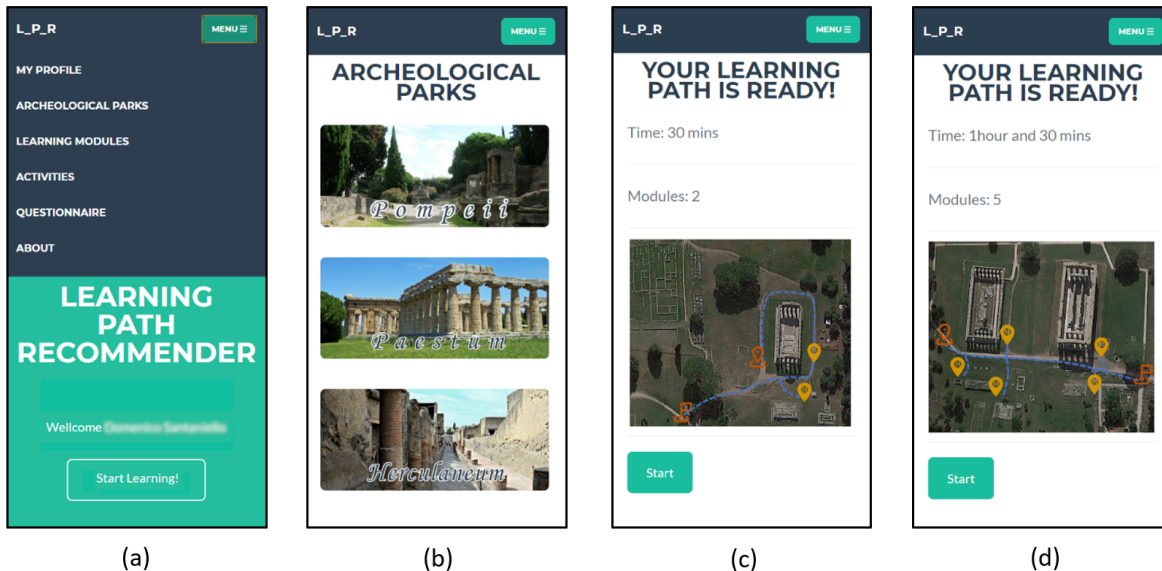 L_P_R
MENU ☰
MY PROFILE
ARCHEOLOGICAL PARKS
LEARNING MODULES
ACTIVITIES
QUESTIONNAIRE
ABOUT
LEARNING
PATH
RECOMMENDER
Wellcome
Start Learning!
(a)
L_P_R
MENU ☰
ARCHEOLOGICAL
PARKS
Pompeii
Paestum
Herculaneum
(b)
L_P_R
MENU ☰
YOUR LEARNING
PATH IS READY!
Time: 30 mins
Modules: 2
Start
(c)
L_P_R
MENU ☰
YOUR LEARNING
PATH IS READY!
Time: 1hour and 30 mins
Modules: 5
Start
(d)